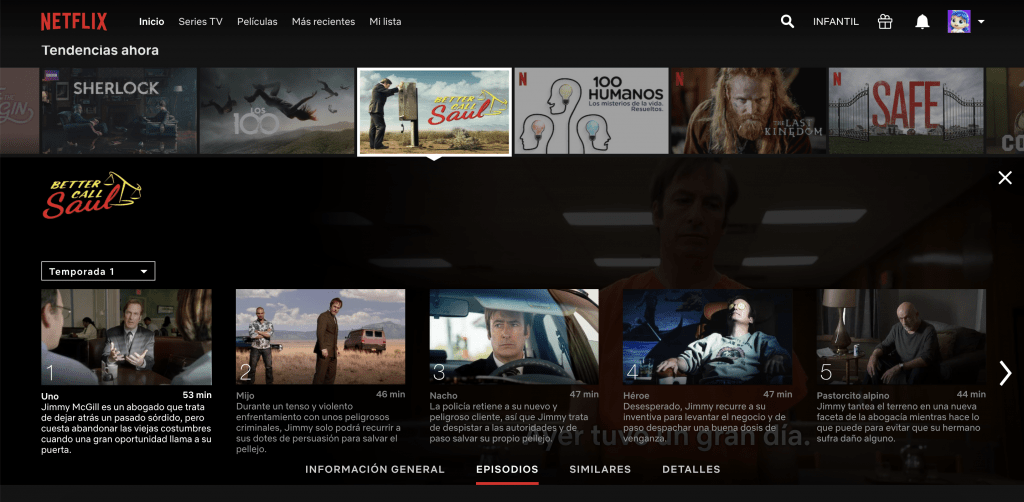 NETFLIX Inicio Series TV Películas Más recientes Mi lista INFANTIL
Tendencias ahora
SHERLOCK
LOS
100
BETTER
CALL
Saul
N
100
HUMANOS
Los misterios de la vida.
Resueltos.
N
THE LAST
KINGDOM
N
SAFE
BETTER
CALL
Saul
Temporada 1
1
Uno 53 min
Jimmy McGill es un abogado que trata
de dejar atrás un pasado sórdido, pero
cuesta abandonar las viejas costumbres
cuando una gran oportunidad llama a su
puerta.
2
Mijo 46 min
Durante un tenso y violento
enfrentamiento con unos peligrosos
criminales, Jimmy solo podrá recurrir a
sus dotes de persuasión para salvar el
pellejo.
3
Nacho 47 min
La policía retiene a su nuevo y
peligroso cliente, así que Jimmy trata
de despistar a las autoridades y de
paso salvar su propio pellejo.
4
Héroe 47 min
Desesperado, Jimmy recurre a su
inventiva para levantar el negocio y de
paso despachar una buena dosis de
venganza.
5
Pastorcito alpino 44 min
Jimmy tantea el terreno en una nueva
faceta de la abogacía mientras hace lo
que puede para evitar que su hermano
sufra daño alguno.
Ayer tuve un gran día.
INFORMACIÓN GENERAL EPISODIOS SIMILARES DETALLES